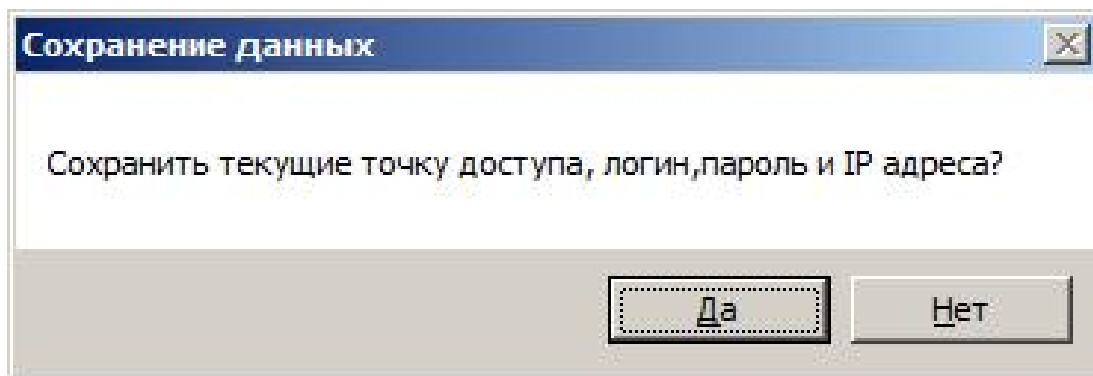 Сохранение данных
Сохранить текущие точку доступа, логин,пароль и IP адреса?
Да
Нет